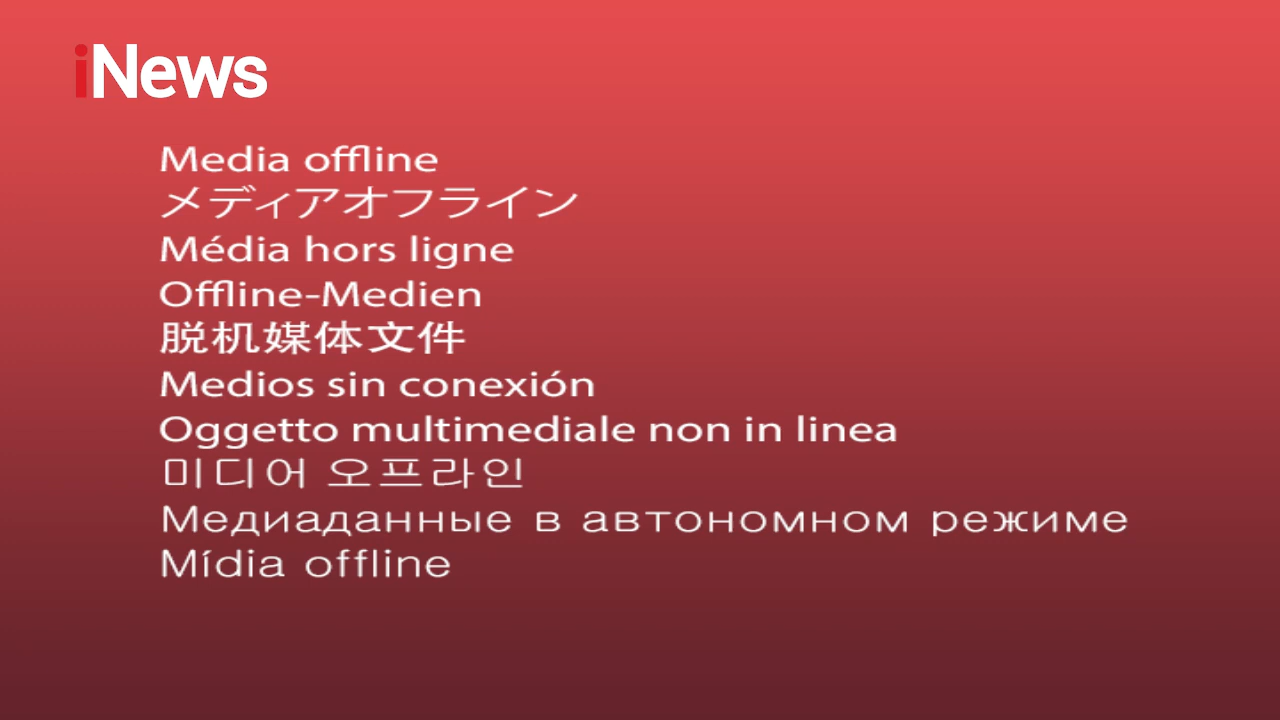 iNews
Media offline
メディアオフライン
Média hors ligne
Offline-Medien
脱机媒体文件
Medios sin conexión
Oggetto multimediale non in linea
미디어 오프라인
Медиаданные в автономном режиме
Mídia offline